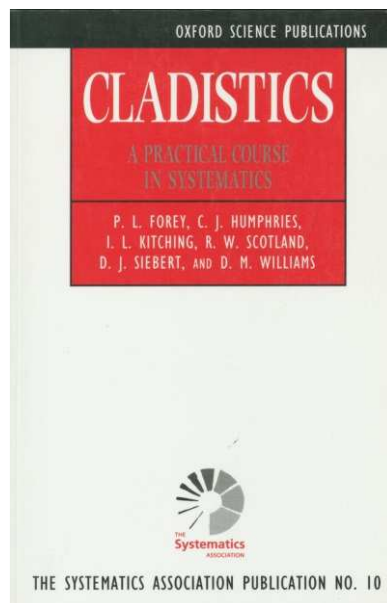 OXFORD SCIENCE PUBLICATIONS
CLADISTICS
A PRACTICAL COURSE
IN SYSTEMATICS
P. L. FOREY, C. J. HUMPHRIES,
I. L. KITCHING, R. W. SCOTLAND,
D. J. SIEBERT, AND D. M. WILLIAMS
THE
Systematics
ASSOCIATION
THE SYSTEMATICS ASSOCIATION PUBLICATION NO. 10